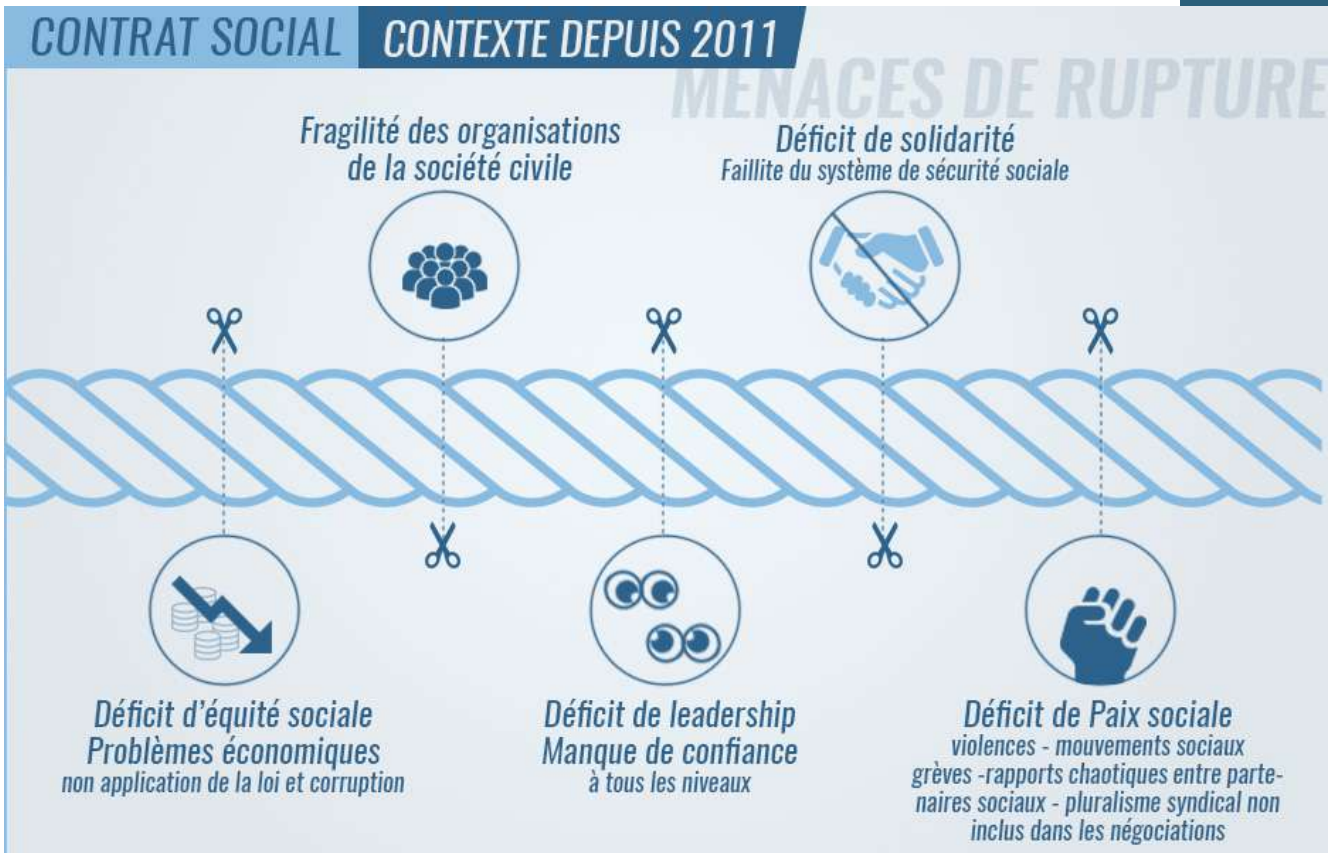 CONTRAT SOCIAL CONTEXTE DEPUIS 2011
MENACES DE RUPTURE
Fragilité des organisations
de la société civile
Déficit de solidarité
Faillite du système de sécurité sociale
Déficit d'équité sociale
Problèmes économiques
non application de la loi et corruption
Déficit de leadership
Manque de confiance
à tous les niveaux
Déficit de Paix sociale
violences - mouvements sociaux
grèves -rapports chaotiques entre parte-
naires sociaux - pluralisme syndical non
inclus dans les négociations